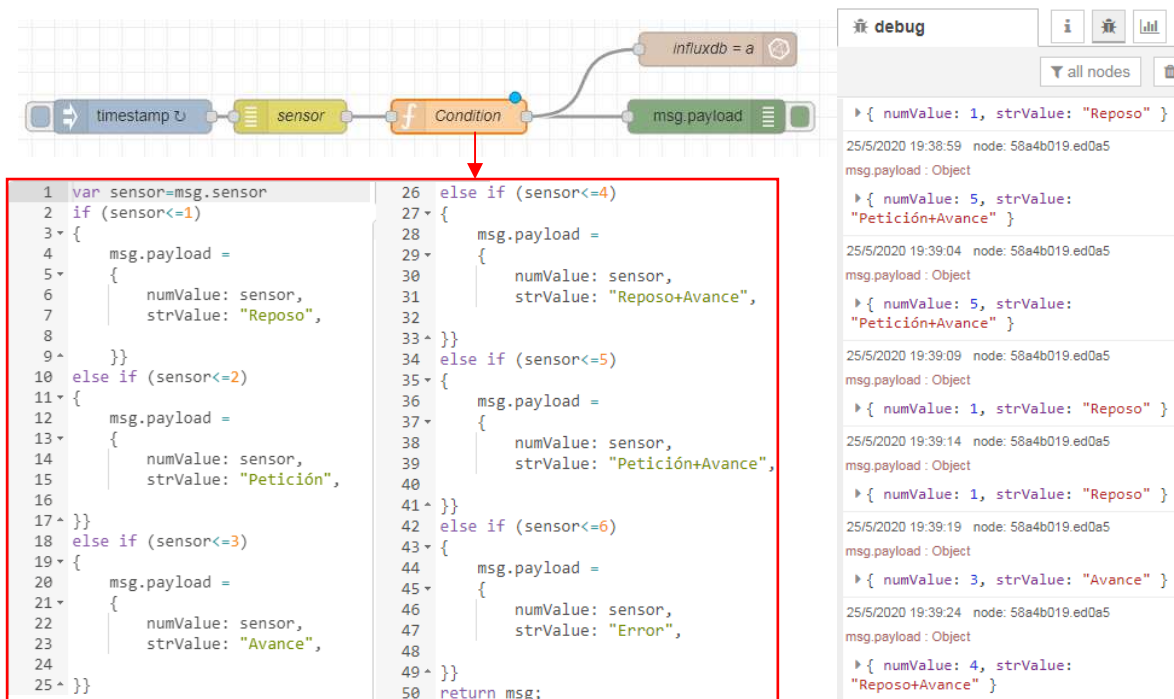 influxdb = a
timestamp ↻
sensor
f
Condition
msg.payload
1 var sensor=msg.sensor
2 if (sensor<=1)
3 {
4 msg.payload =
5 {
6 numValue: sensor,
7 strValue: "Reposo",
8
9 }}
10 else if (sensor<=2)
11 {
12 msg.payload =
13 {
14 numValue: sensor,
15 strValue: "Petición",
16
17 }}
18 else if (sensor<=3)
19 {
20 msg.payload =
21 {
22 numValue: sensor,
23 strValue: "Avance",
24
25 }}
26 else if (sensor<=4)
27 {
28 msg.payload =
29 {
30 numValue: sensor,
31 strValue: "Reposo+Avance",
32
33 }}
34 else if (sensor<=5)
35 {
36 msg.payload =
37 {
38 numValue: sensor,
39 strValue: "Petición+Avance",
40
41 }}
42 else if (sensor<=6)
43 {
44 msg.payload =
45 {
46 numValue: sensor,
47 strValue: "Error",
48
49 }}
50 return msg;
debug
i
all nodes
{ numValue: 1, strValue: "Reposo" }
25/5/2020 19:38:59 node: 58a4b019.ed0a5
msg.payload : Object
{ numValue: 5, strValue:
"Petición+Avance" }
25/5/2020 19:39:04 node: 58a4b019.ed0a5
msg.payload : Object
{ numValue: 5, strValue:
"Petición+Avance" }
25/5/2020 19:39:09 node: 58a4b019.ed0a5
msg.payload : Object
{ numValue: 1, strValue: "Reposo" }
25/5/2020 19:39:14 node: 58a4b019.ed0a5
msg.payload : Object
{ numValue: 1, strValue: "Reposo" }
25/5/2020 19:39:19 node: 58a4b019.ed0a5
msg.payload : Object
{ numValue: 3, strValue: "Avance" }
25/5/2020 19:39:24 node: 58a4b019.ed0a5
msg.payload : Object
{ numValue: 4, strValue:
"Reposo+Avance" }